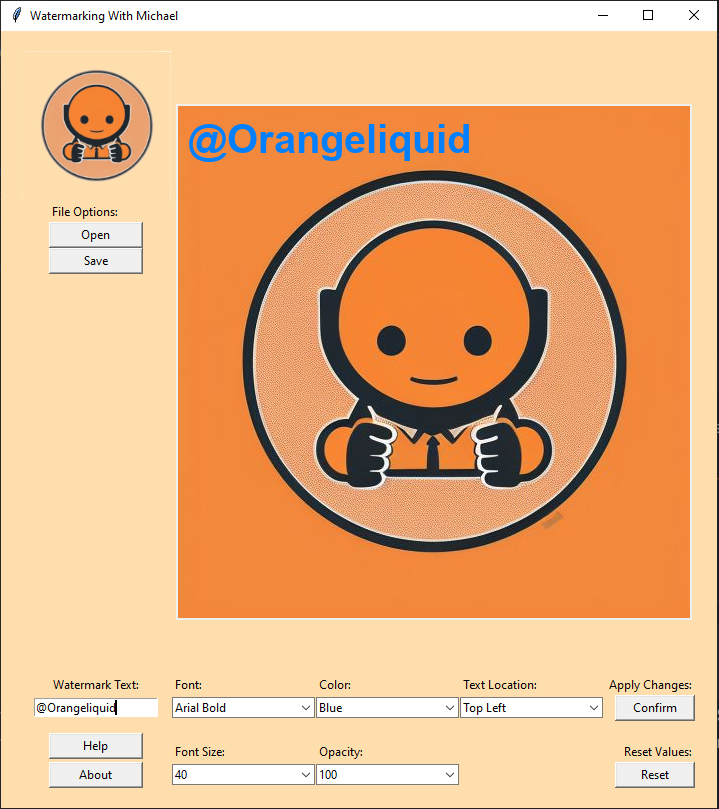 Watermarking With Michael
@Orangeliquid
File Options:
Open
Save
Watermark Text:
Font:
Color:
Text Location:
Apply Changes:
@Orangeliquid
Arial Bold
Blue
Top Left
Confirm
Help
Font Size:
Opacity:
Reset Values:
About
40
100
Reset